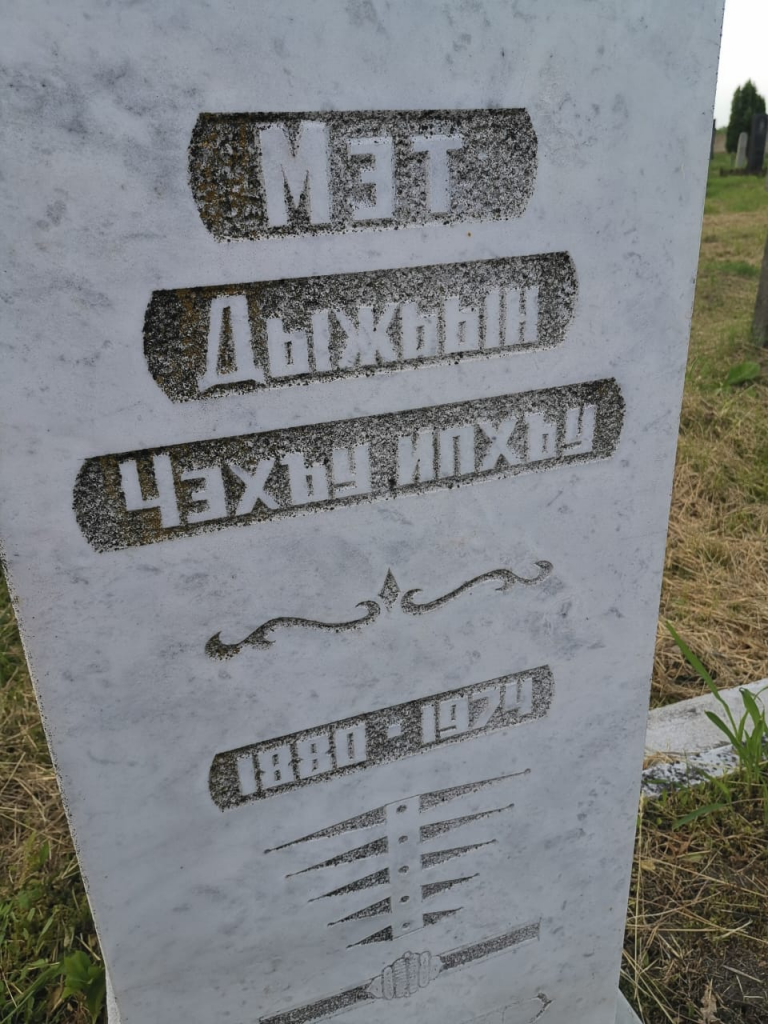 Мэт
Дыжьын
Чэхъу ипхъу
1880 - 1974